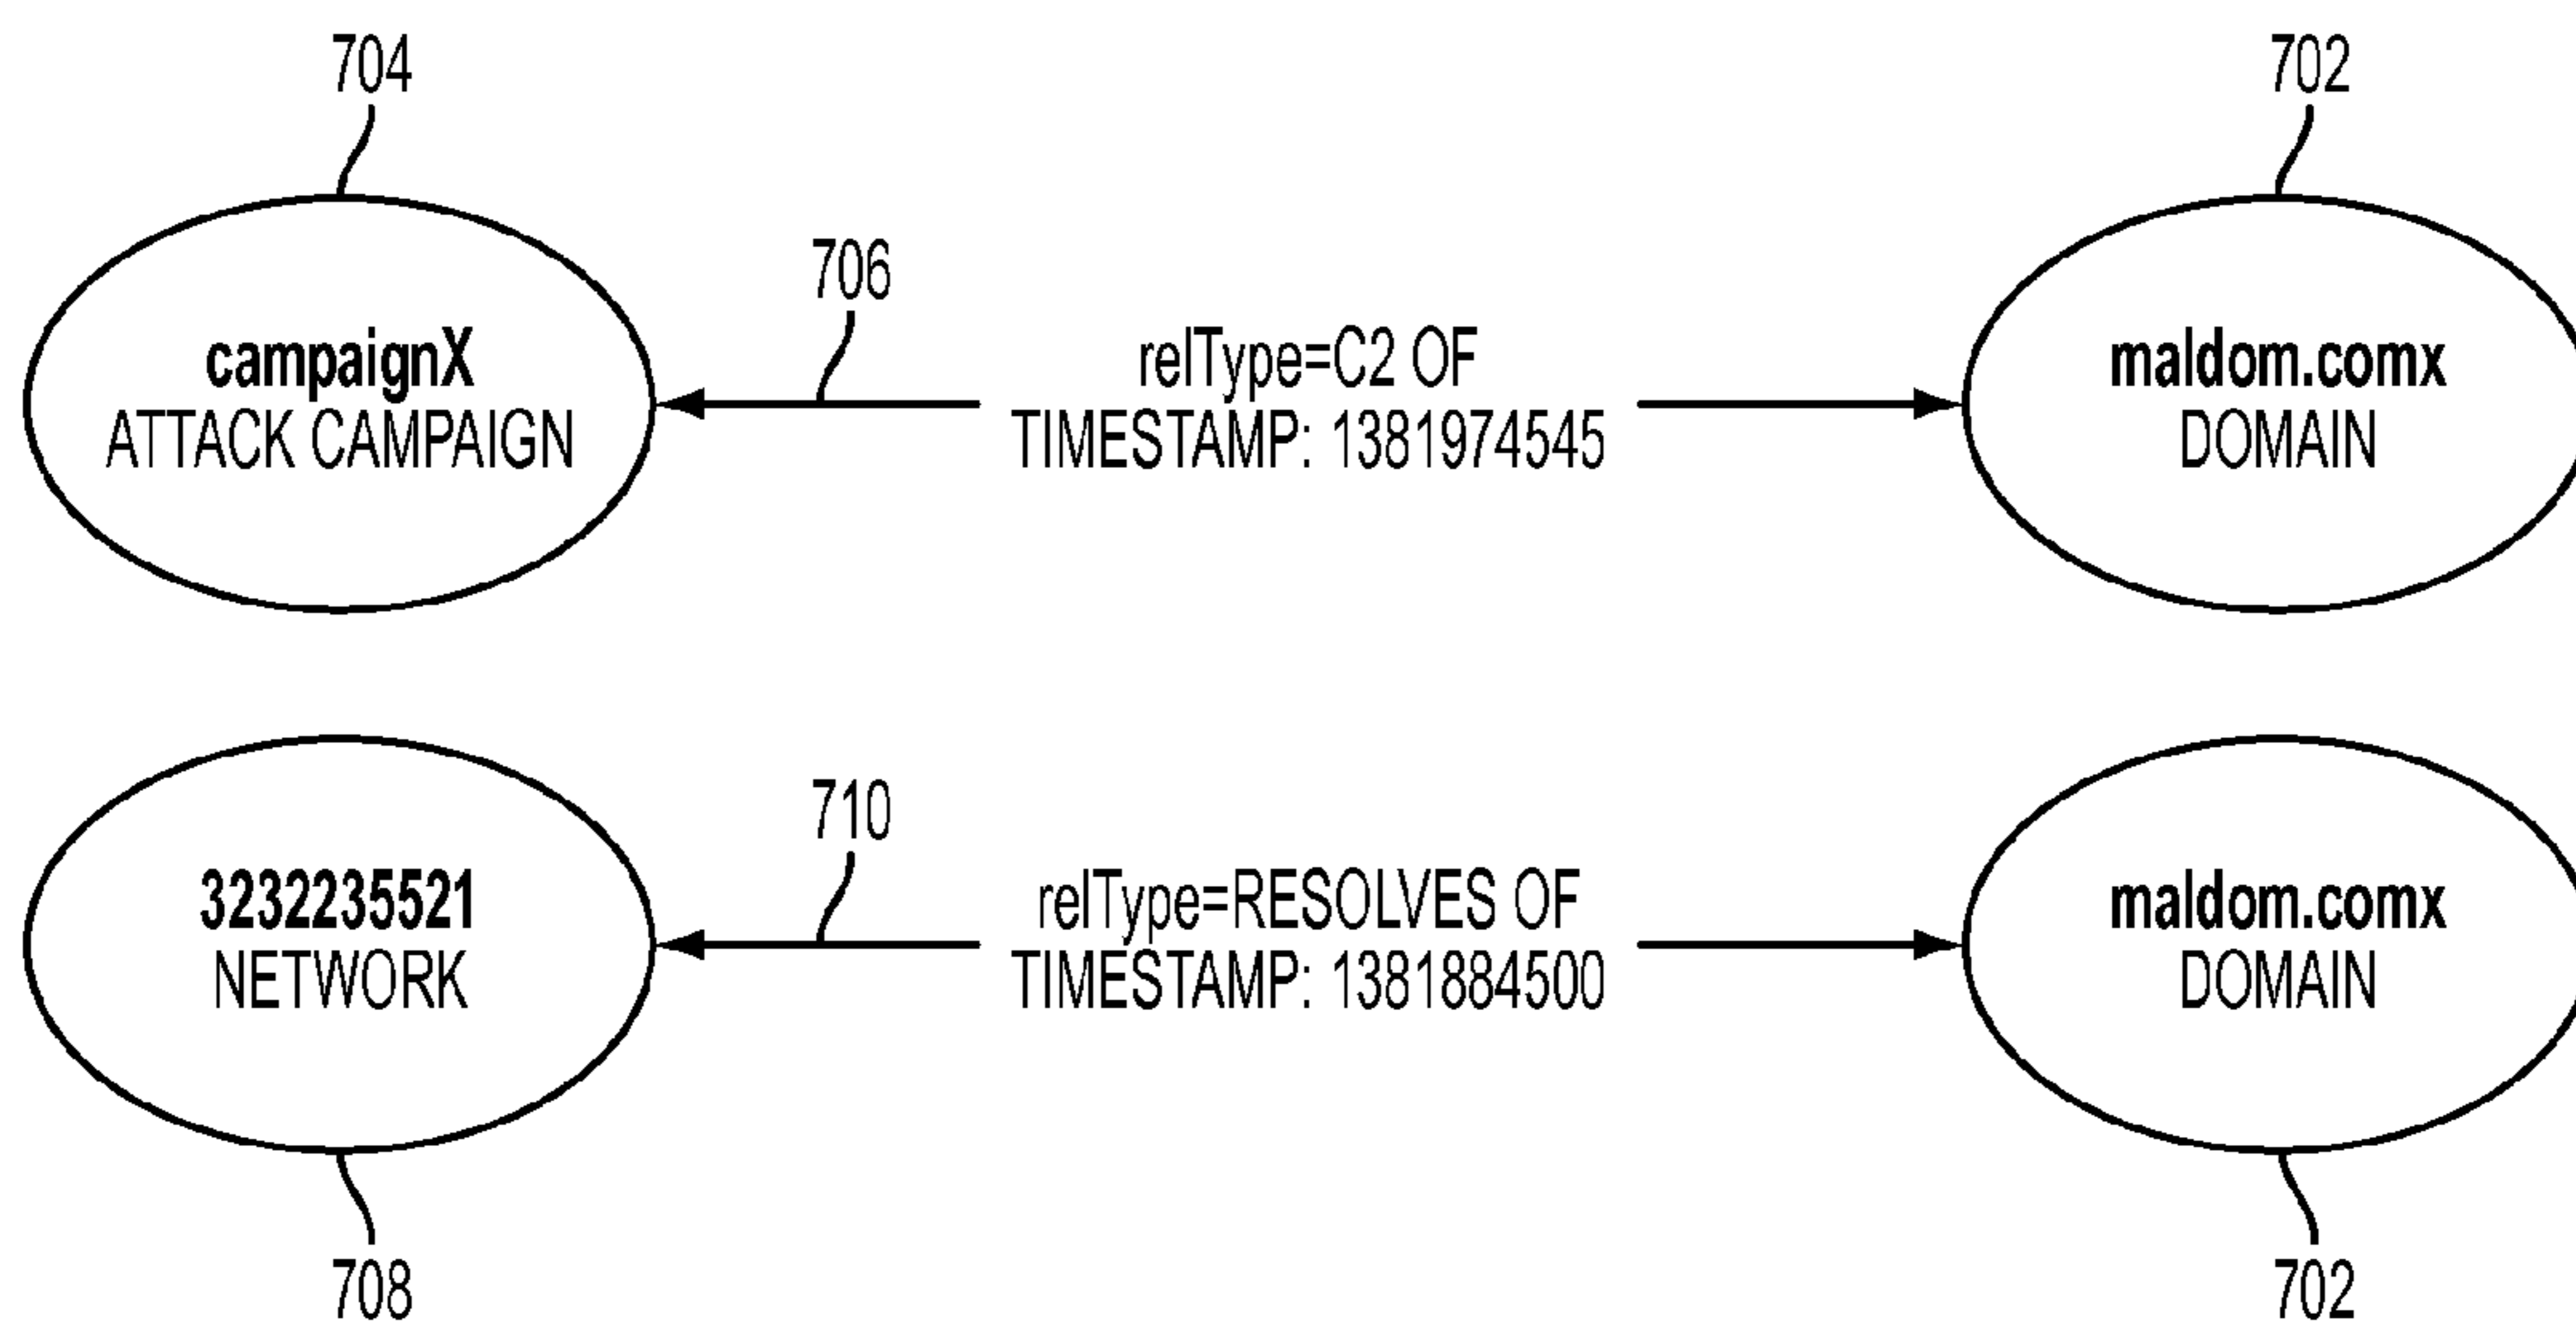 704
702
706
campaignX
ATTACK CAMPAIGN
relType=C2 OF
TIMESTAMP: 1381974545
maldom.comx
DOMAIN
710
3232235521
NETWORK
relType=RESOLVES OF
TIMESTAMP: 1381884500
maldom.comx
DOMAIN
708
702